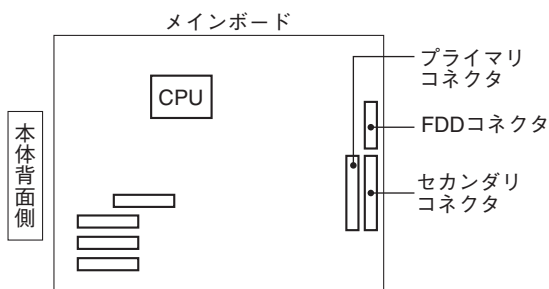 メインボード
プライマリ
コネクタ
CPU
FDDコネクタ
本体背面側
セカンダリ
コネクタ